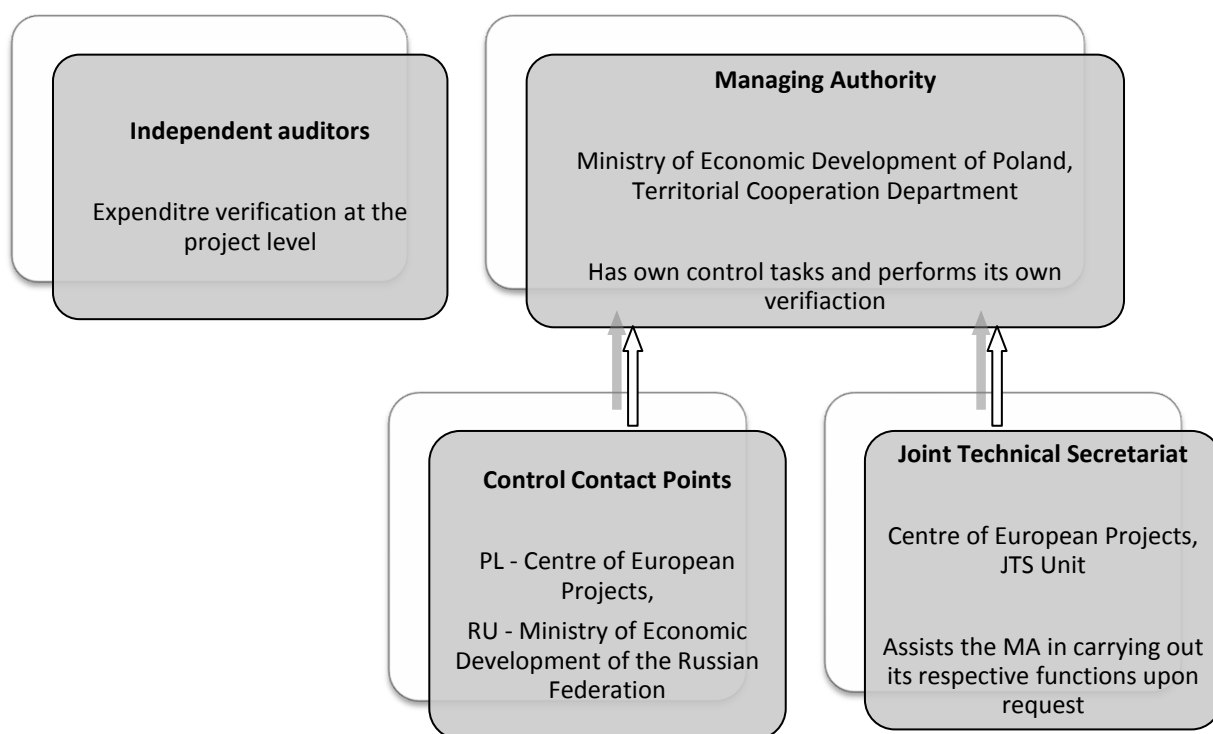 Independent auditors
Expenditre verification at the
project level
Managing Authority
Ministry of Economic Development of Poland,
Territorial Cooperation Department
Has own control tasks and performs its own
verifiaction
Control Contact Points
PL - Centre of European
Projects,
RU - Ministry of Economic
Development of the Russian
Federation
Joint Technical Secretariat
Centre of European Projects,
JTS Unit
Assists the MA in carrying out
its respective functions upon
request